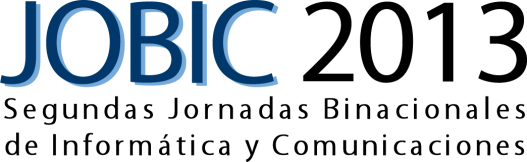 JOBIC 2013
Segundas Jornadas Binacionales
de Informática y Comunicaciones